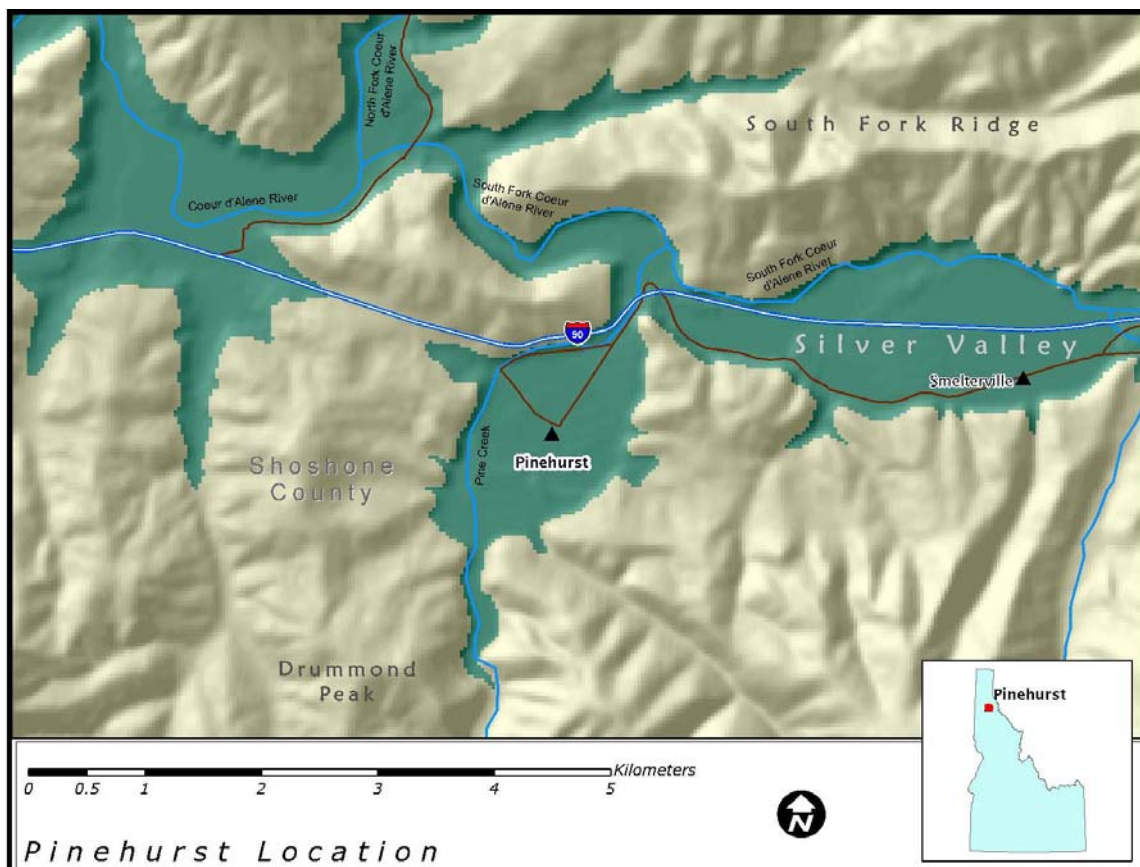 North Fork Coeur
d'Alene River
South Fork Ridge
Coeur d'Alene River
South Fork Coeur
d'Alene River
South Fork Coeur
d'Alene River
90
Silver Valley
Smelterville
Pinehurst
Pine Creek
Shoshone
County
Drummond
Peak
Pinehurst
Kilometers
0 0.5 1 2 3 4 5
N
Pinehurst Location